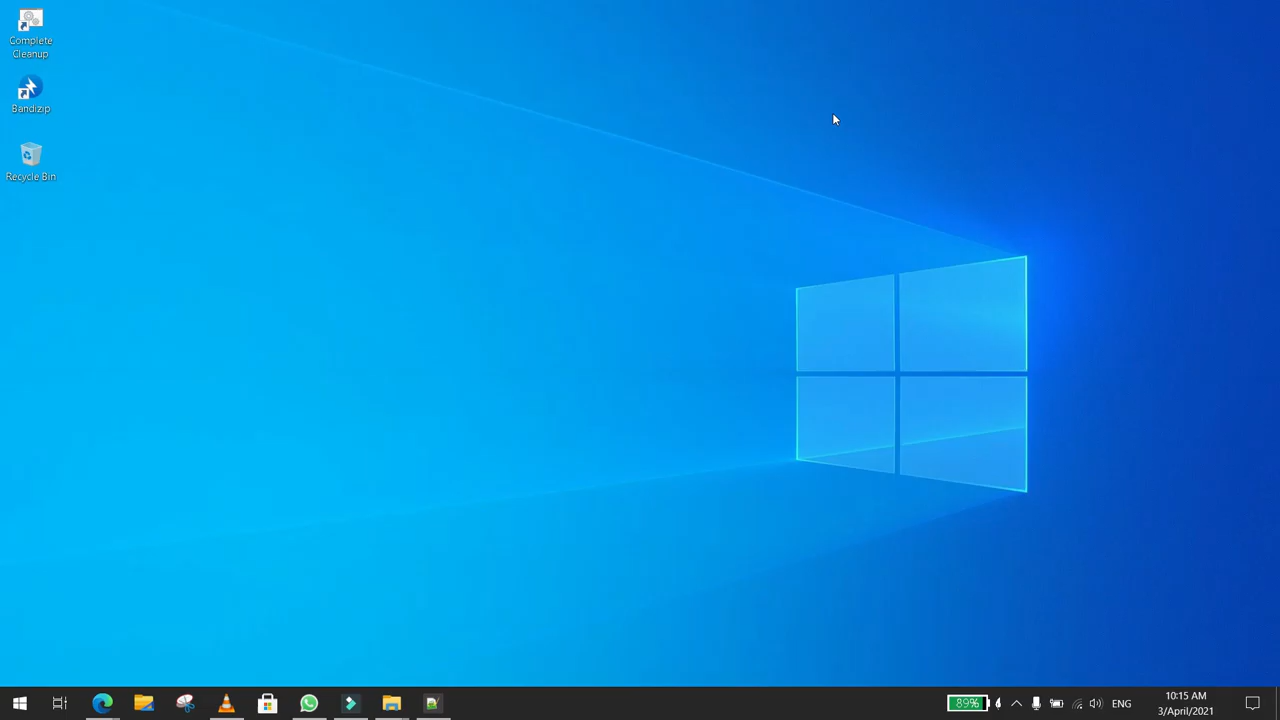 Complete
Cleanup
Bandizip
Recycle Bin
89%
ENG
10:15 AM
3/April/2021